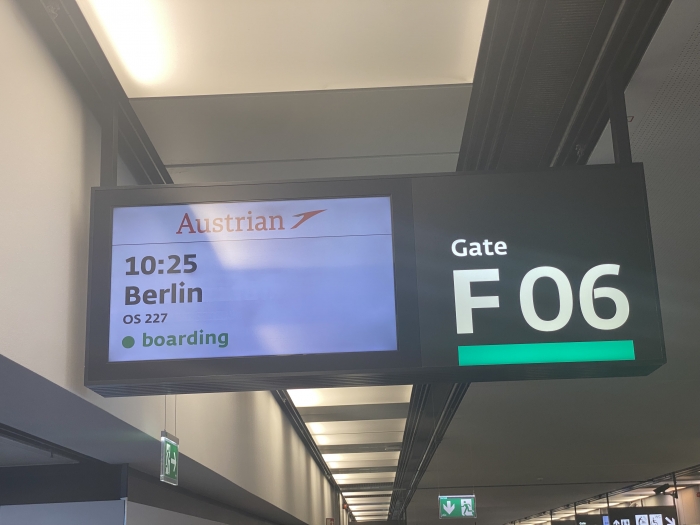 Austrian
10:25
Berlin
OS 227
boarding
Gate
F 06